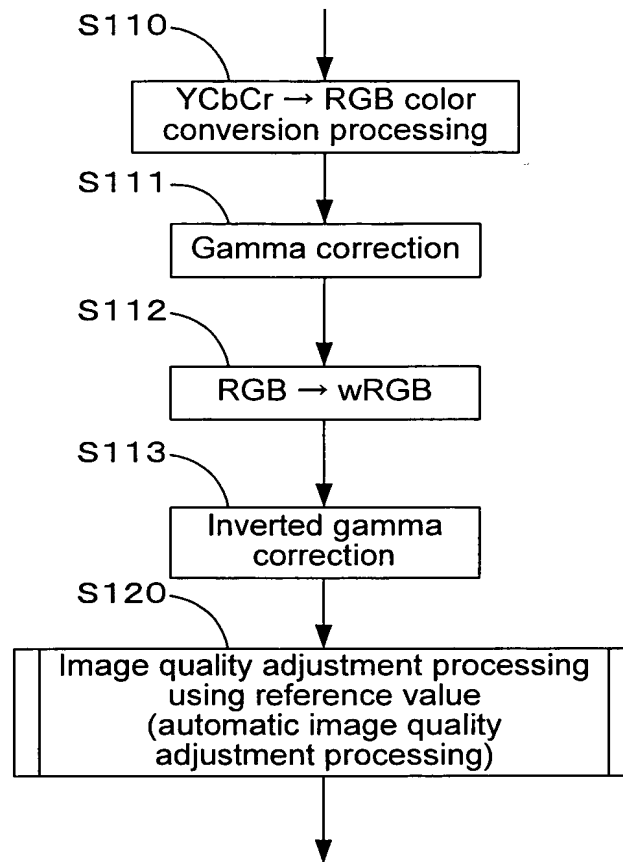 S110
YCbCr → RGB color
conversion processing
S111
Gamma correction
S112
RGB → wRGB
S113
Inverted gamma
correction
S120
Image quality adjustment processing
using reference value
(automatic image quality
adjustment processing)